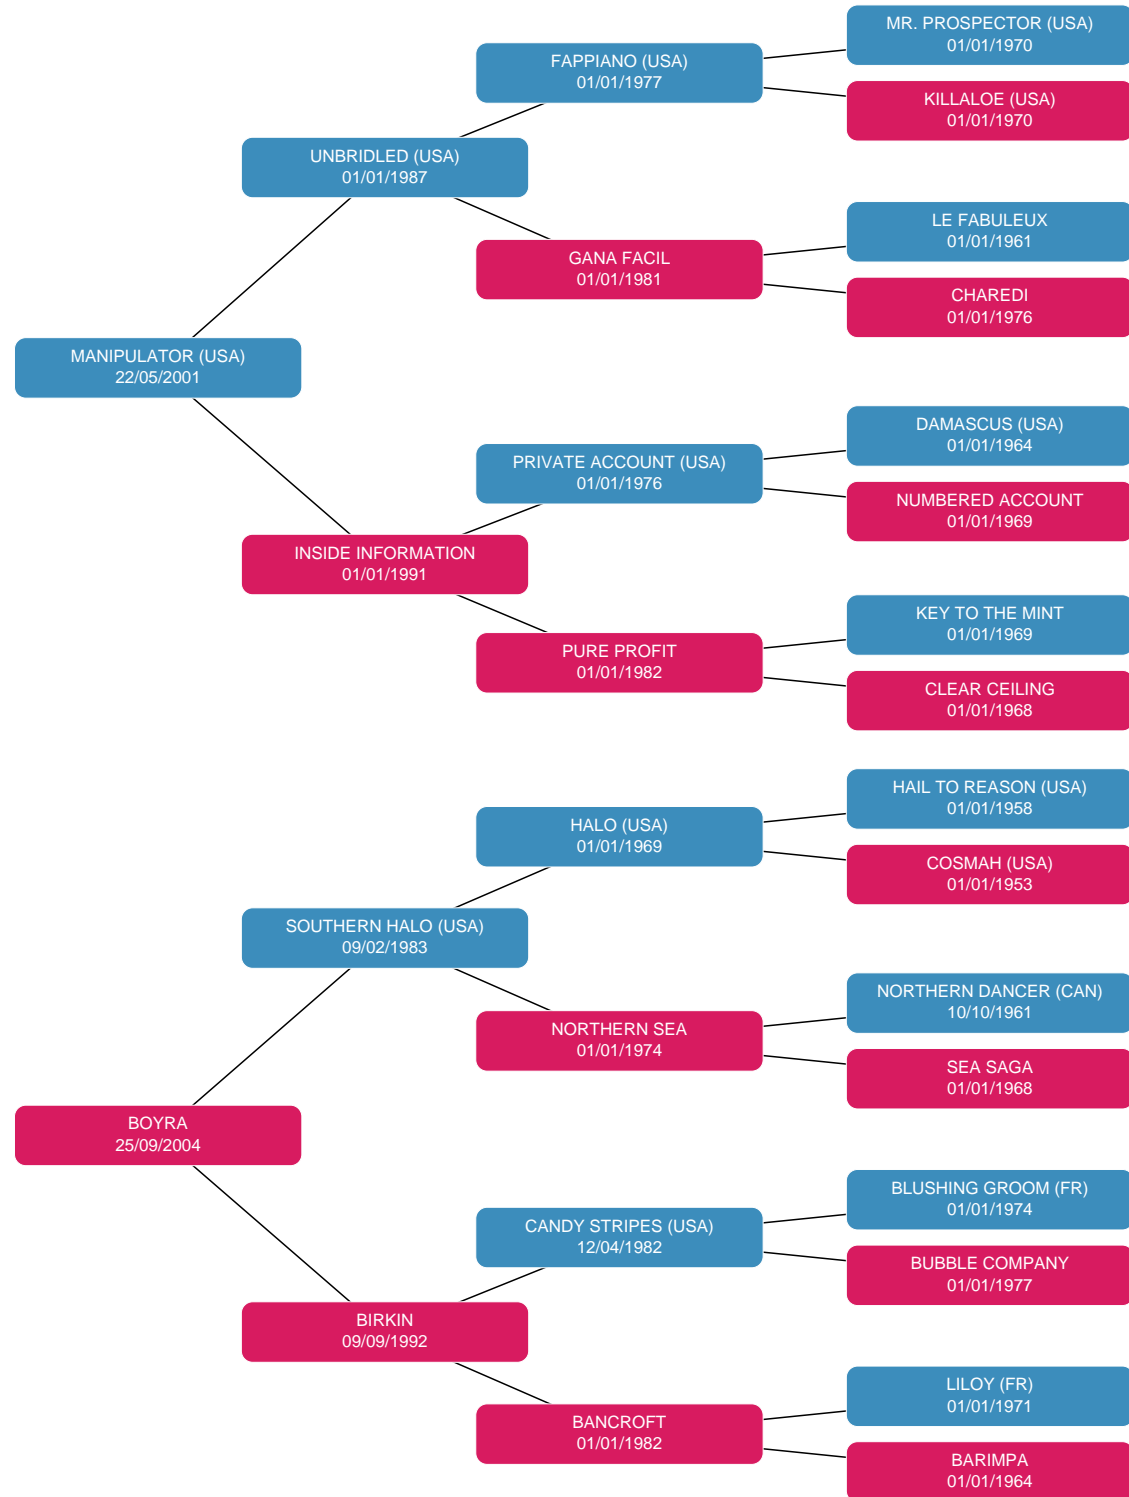 MR. PROSPECTOR (USA)
01/01/1970
FAPPIANO (USA)
01/01/1977
KILLALOE (USA)
01/01/1970
UNBRIDLED (USA)
01/01/1987
LE FABULEUX
01/01/1961
GANA FACIL
01/01/1981
CHAREDI
01/01/1976
MANIPULATOR (USA)
22/05/2001
DAMASCUS (USA)
01/01/1964
PRIVATE ACCOUNT (USA)
01/01/1976
NUMBERED ACCOUNT
01/01/1969
INSIDE INFORMATION
01/01/1991
KEY TO THE MINT
01/01/1969
PURE PROFIT
01/01/1982
CLEAR CEILING
01/01/1968
HAIL TO REASON (USA)
01/01/1958
HALO (USA)
01/01/1969
COSMAH (USA)
01/01/1953
SOUTHERN HALO (USA)
09/02/1983
NORTHERN DANCER (CAN)
10/10/1961
NORTHERN SEA
01/01/1974
SEA SAGA
01/01/1968
BOYRA
25/09/2004
BLUSHING GROOM (FR)
01/01/1974
CANDY STRIPES (USA)
12/04/1982
BUBBLE COMPANY
01/01/1977
BIRKIN
09/09/1992
LILOY (FR)
01/01/1971
BANCROFT
01/01/1982
BARIMPA
01/01/1964